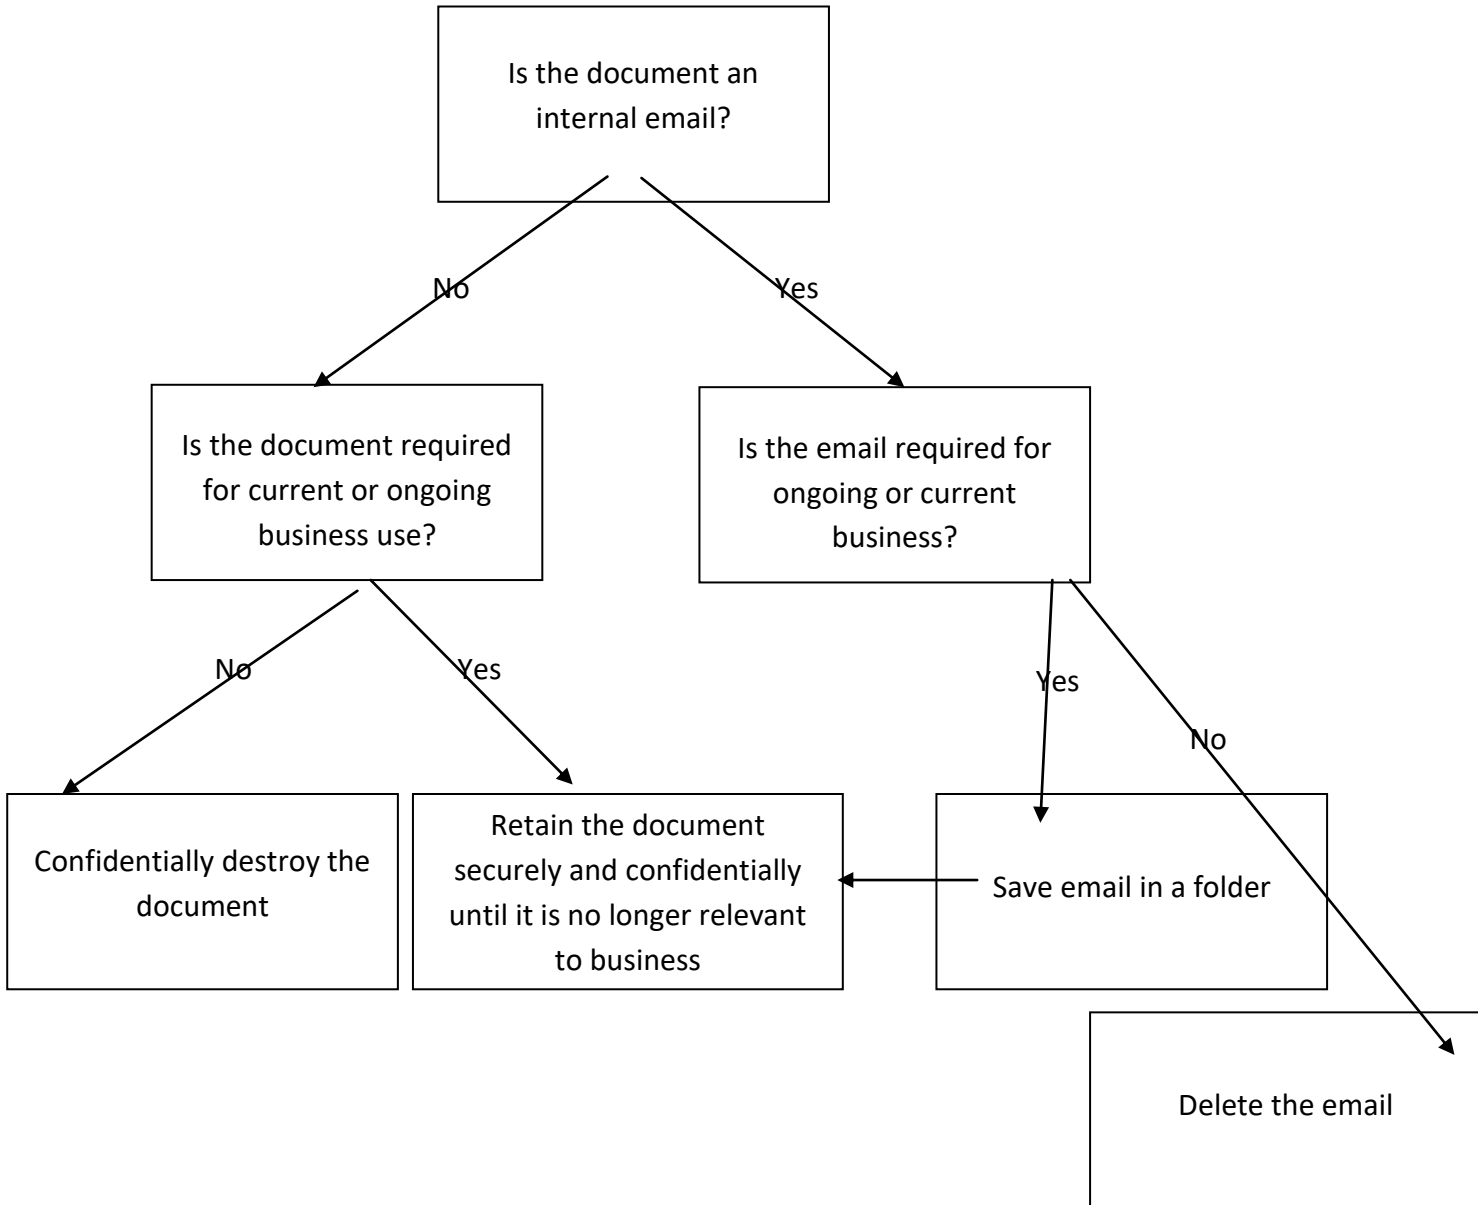 Is the document an
internal email?
No
Yes
Is the document required
for current or ongoing
business use?
Is the email required for
ongoing or current
business?
No
Yes
Yes
No
Confidentially destroy the
document
Retain the document
securely and confidentially
until it is no longer relevant
to business
Save email in a folder
Delete the email